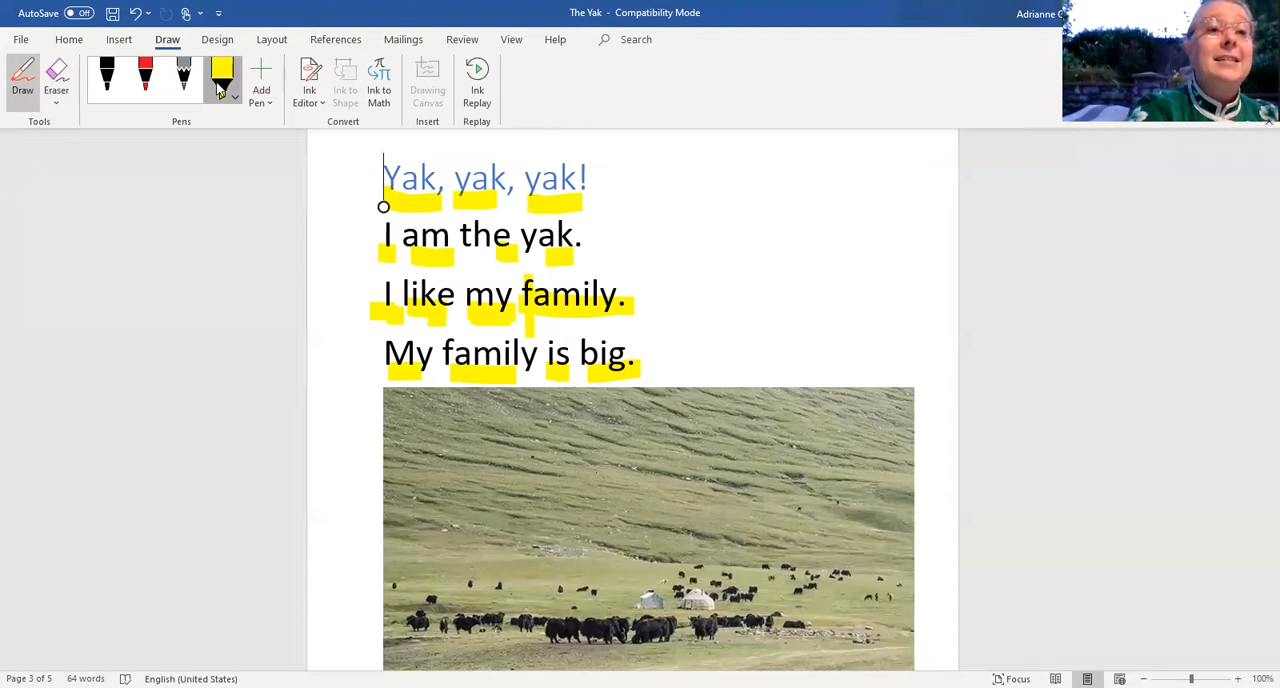 AutoSave Off The Yak - Compatibility Mode Adrianne
File Home Insert Draw Design Layout References Mailings Review View Help Search
Draw Eraser Add Pen Ink Editor Ink to Shape Ink to Math Drawing Canvas Ink Replay
Tools Pens Convert Insert Replay
Yak, yak, yak!
I am the yak.
I like my family.
My family is big.
Page 3 of 5 64 words English (United States) Focus 100%